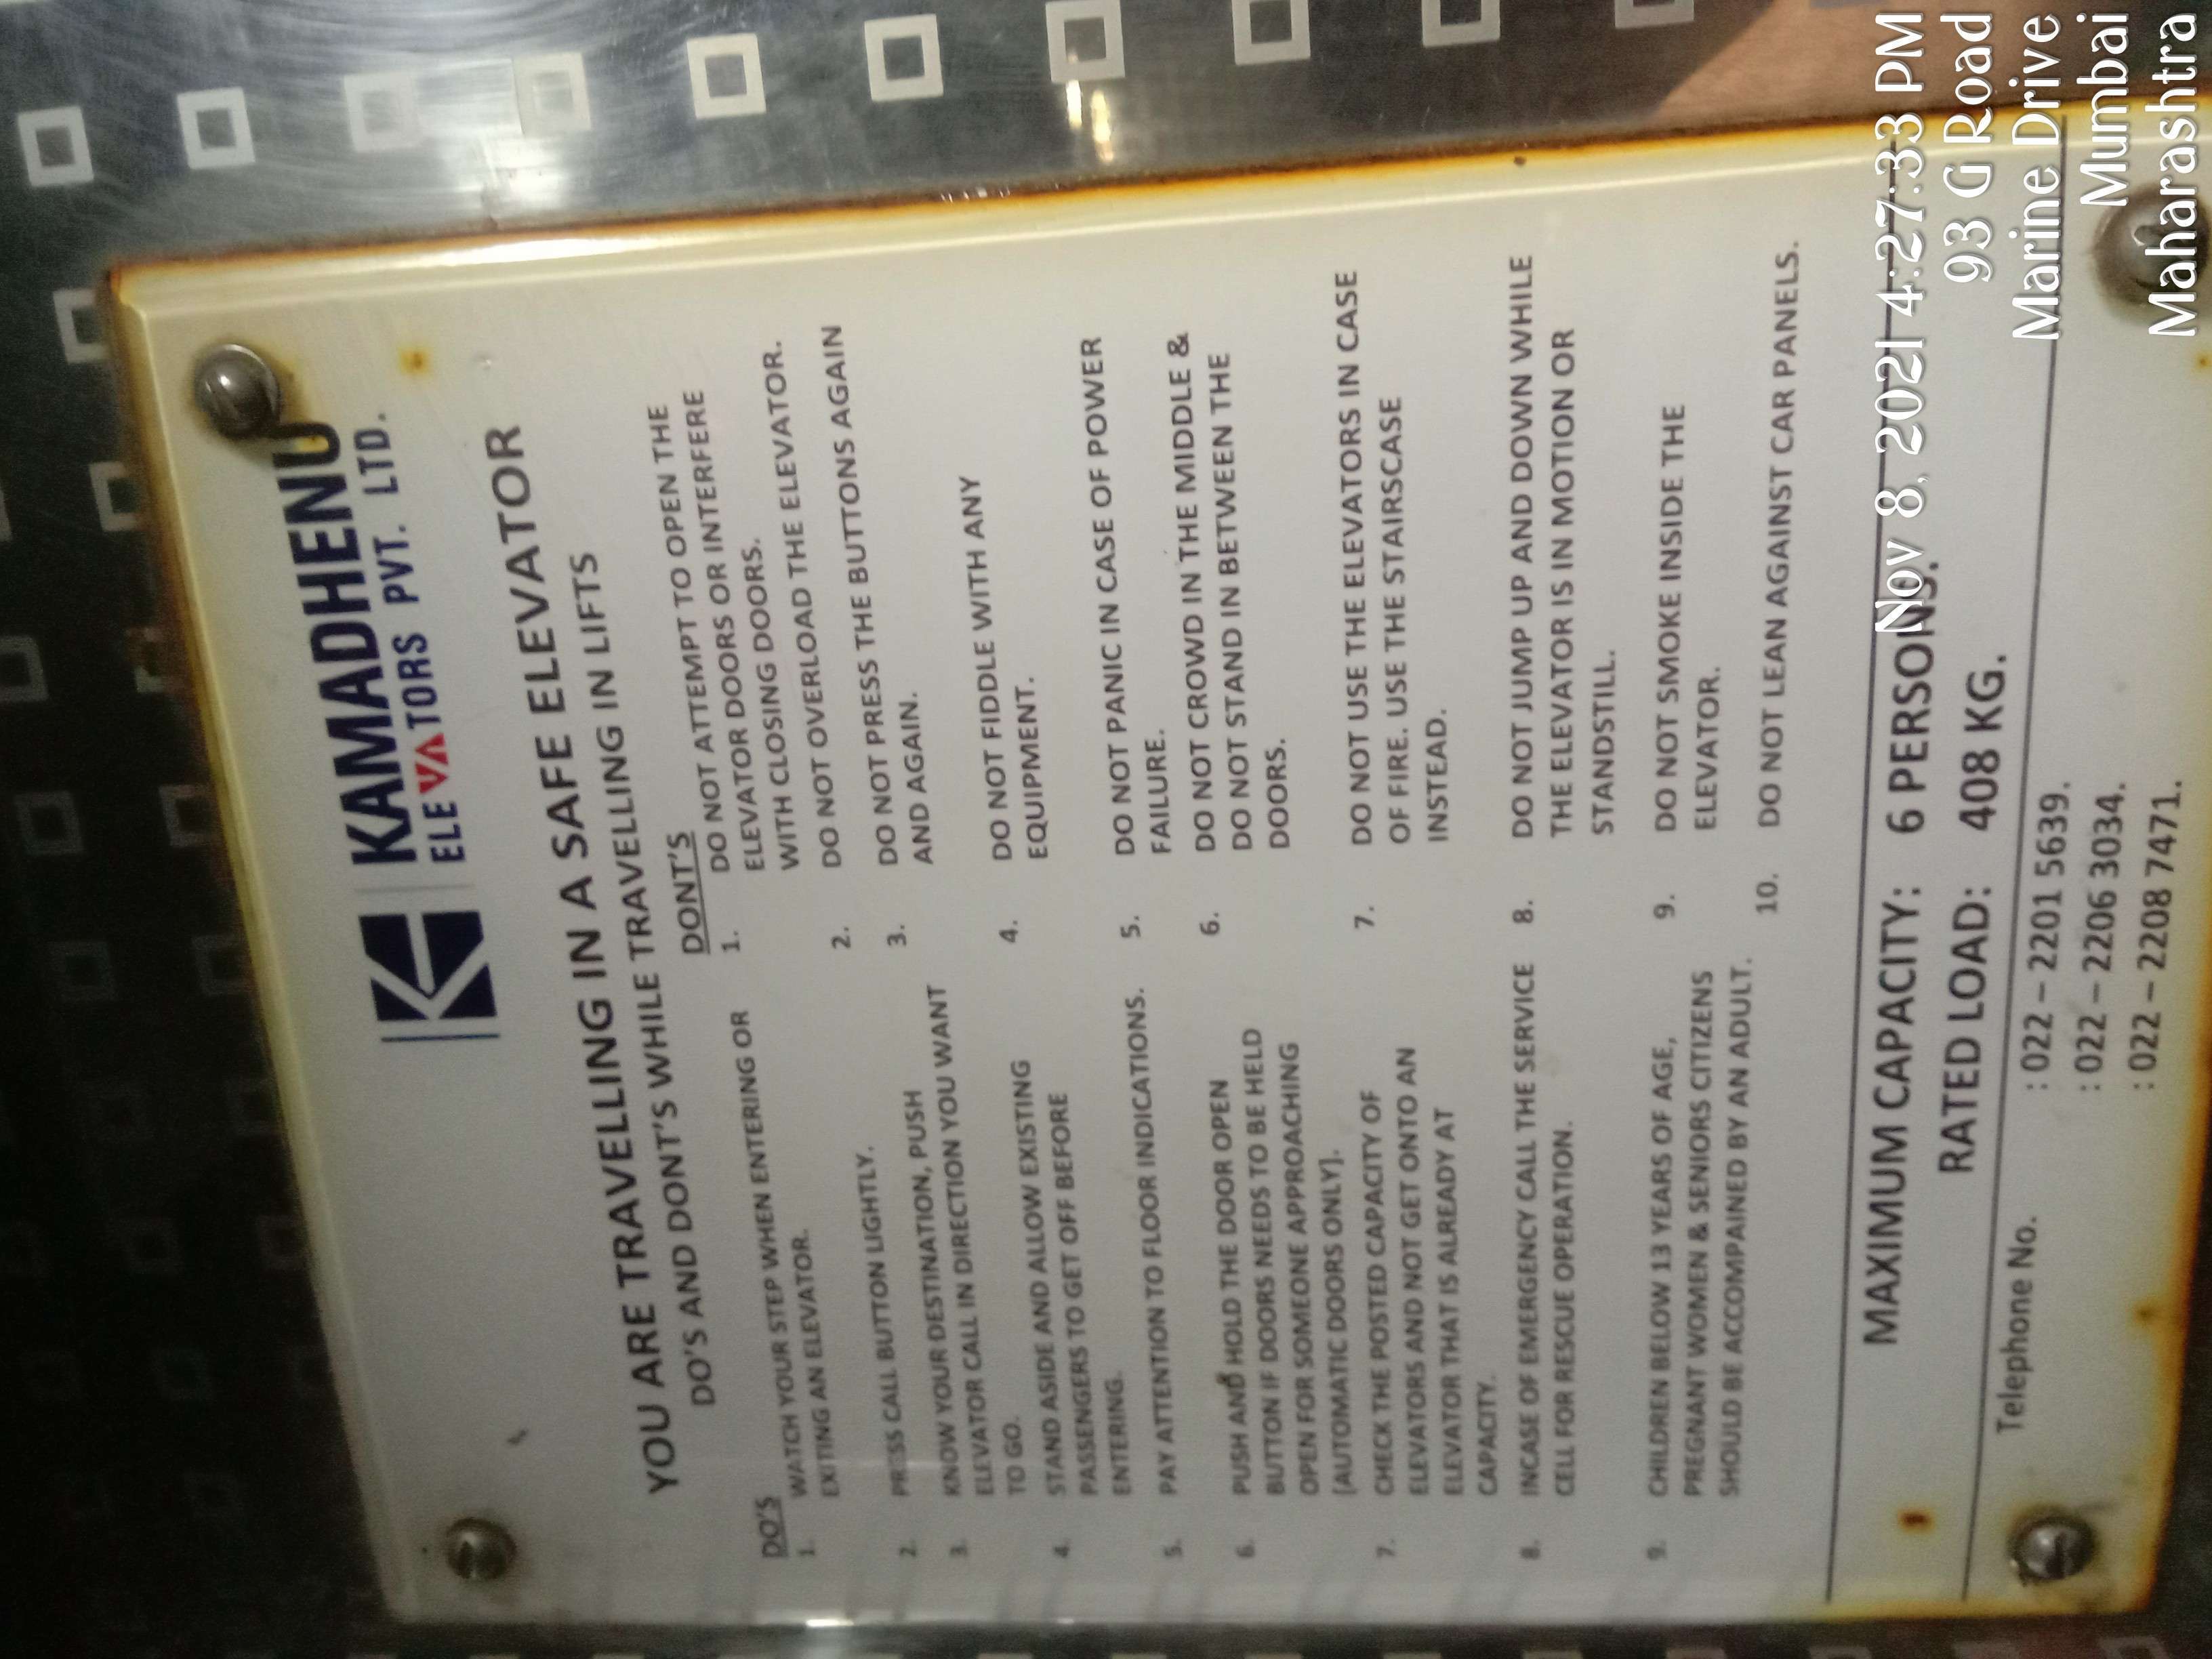 KAMADHENU
ELEVATORS PVT. LTD.
YOU ARE TRAVELLING IN A SAFE ELEVATOR
DO'S AND DONT'S WHILE TRAVELLING IN LIFTS
DO'S
1. WATCH YOUR STEP WHEN ENTERING OR
EXITING AN ELEVATOR.
2. PRESS CALL BUTTON LIGHTLY.
3. KNOW YOUR DESTINATION, PUSH
ELEVATOR CALL IN DIRECTION YOU WANT
TO GO.
4. STAND ASIDE AND ALLOW EXISTING
PASSENGERS TO GET OFF BEFORE
ENTERING.
5. PAY ATTENTION TO FLOOR INDICATIONS.
6. PUSH AND HOLD THE DOOR OPEN
BUTTON IF DOORS NEEDS TO BE HELD
OPEN FOR SOMEONE APPROACHING
[AUTOMATIC DOORS ONLY].
7. CHECK THE POSTED CAPACITY OF
ELEVATORS AND NOT GET ONTO AN
ELEVATOR THAT IS ALREADY AT
CAPACITY.
8. INCASE OF EMERGENCY CALL THE SERVICE
CELL FOR RESCUE OPERATION.
9. CHILDREN BELOW 13 YEARS OF AGE,
PREGNANT WOMEN & SENIORS CITIZENS
SHOULD BE ACCOMPAINED BY AN ADULT.
DONT'S
1. DO NOT ATTEMPT TO OPEN THE
ELEVATOR DOORS OR INTERFERE
WITH CLOSING DOORS.
2. DO NOT OVERLOAD THE ELEVATOR.
3. DO NOT PRESS THE BUTTONS AGAIN
AND AGAIN.
4. DO NOT FIDDLE WITH ANY
EQUIPMENT.
5. DO NOT PANIC IN CASE OF POWER
FAILURE.
6. DO NOT CROWD IN THE MIDDLE &
DO NOT STAND IN BETWEEN THE
DOORS.
7. DO NOT USE THE ELEVATORS IN CASE
OF FIRE. USE THE STAIRSCASE
INSTEAD.
8. DO NOT JUMP UP AND DOWN WHILE
THE ELEVATOR IS IN MOTION OR
STANDSTILL.
9. DO NOT SMOKE INSIDE THE
ELEVATOR.
10. DO NOT LEAN AGAINST CAR PANELS.
MAXIMUM CAPACITY: 6 PERSONS.
RATED LOAD: 408 KG.
Telephone No. : 022 – 2201 5639.
: 022 – 2206 3034.
: 022 – 2208 7471.
Nov 8, 2021 4:27:33 PM
93 G Road
Marine Drive
Mumbai
Maharashtra